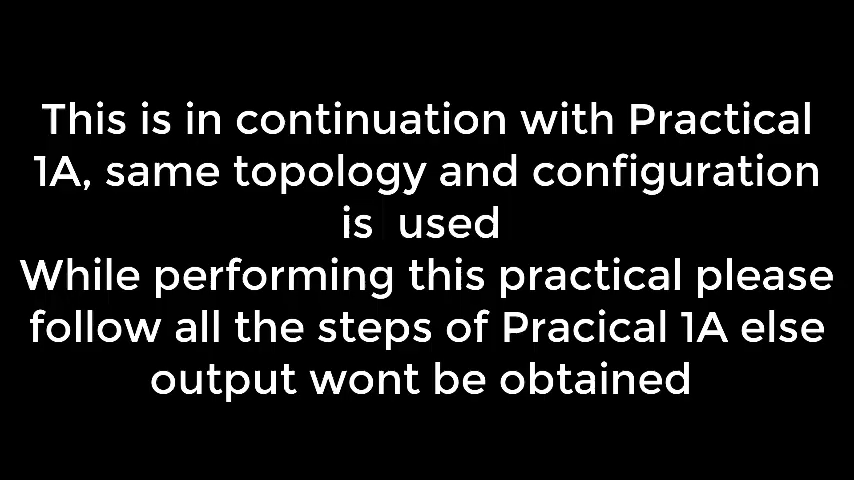 This is in continuation with Practical
1A, same topology and configuration
is used
While performing this practical please
follow all the steps of Pracical 1A else
output wont be obtained